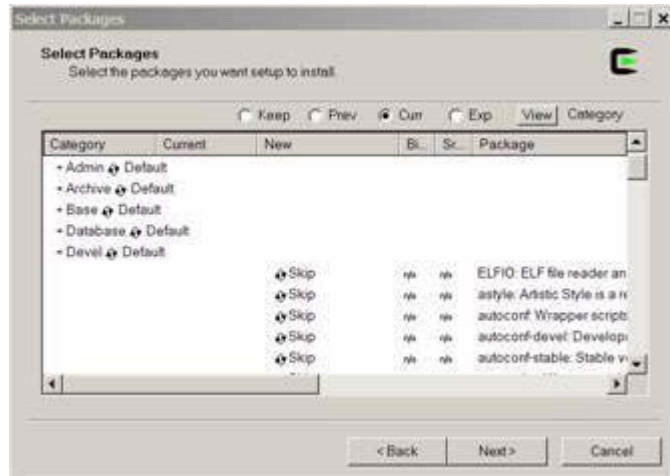 Select Packages
Select Packages
Select the packages you want setup to install.
Keep Prev Curr Exp View Category
Category Current New Bi... Sr... Package
Admin Default
Archive Default
Base Default
Database Default
Devel Default
Skip n/a n/a ELFIO: ELF file reader an
Skip n/a n/a astyle: Artistic Style is a re
Skip n/a n/a autoconf: Wrapper scripts
Skip n/a n/a autoconf-devel: Develop
Skip n/a n/a autoconf-stable: Stable v
< Back Next > Cancel